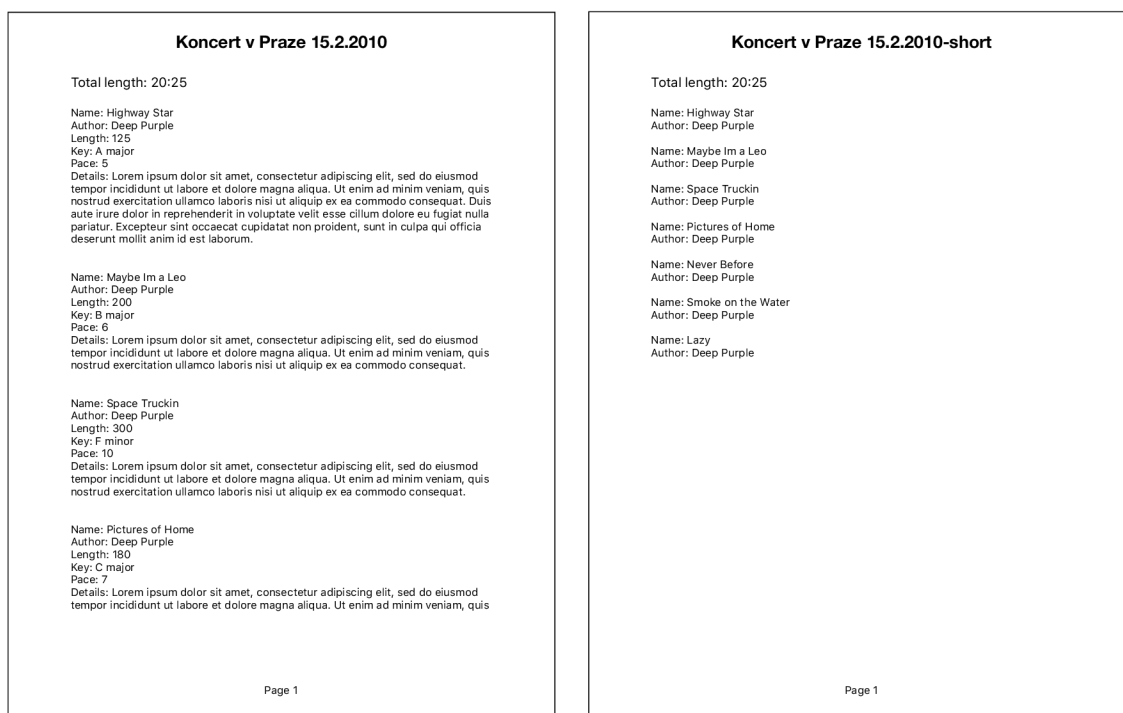 Koncert v Praze 15.2.2010
Total length: 20:25
Name: Highway Star
Author: Deep Purple
Length: 125
Key: A major
Pace: 5
Details: Lorem ipsum dolor sit amet, consectetur adipiscing elit, sed do eiusmod
tempor incididunt ut labore et dolore magna aliqua. Ut enim ad minim veniam, quis
nostrud exercitation ullamco laboris nisi ut aliquip ex ea commodo consequat. Duis
aute irure dolor in reprehenderit in voluptate velit esse cillum dolore eu fugiat nulla
pariatur. Excepteur sint occaecat cupidatat non proident, sunt in culpa qui officia
deserunt mollit anim id est laborum.
Name: Maybe Im a Leo
Author: Deep Purple
Length: 200
Key: B major
Pace: 6
Details: Lorem ipsum dolor sit amet, consectetur adipiscing elit, sed do eiusmod
tempor incididunt ut labore et dolore magna aliqua. Ut enim ad minim veniam, quis
nostrud exercitation ullamco laboris nisi ut aliquip ex ea commodo consequat.
Name: Space Truckin
Author: Deep Purple
Length: 300
Key: F minor
Pace: 10
Details: Lorem ipsum dolor sit amet, consectetur adipiscing elit, sed do eiusmod
tempor incididunt ut labore et dolore magna aliqua. Ut enim ad minim veniam, quis
nostrud exercitation ullamco laboris nisi ut aliquip ex ea commodo consequat.
Name: Pictures of Home
Author: Deep Purple
Length: 180
Key: C major
Pace: 7
Details: Lorem ipsum dolor sit amet, consectetur adipiscing elit, sed do eiusmod
tempor incididunt ut labore et dolore magna aliqua. Ut enim ad minim veniam, quis
Page 1
Koncert v Praze 15.2.2010-short
Total length: 20:25
Name: Highway Star
Author: Deep Purple
Name: Maybe Im a Leo
Author: Deep Purple
Name: Space Truckin
Author: Deep Purple
Name: Pictures of Home
Author: Deep Purple
Name: Never Before
Author: Deep Purple
Name: Smoke on the Water
Author: Deep Purple
Name: Lazy
Author: Deep Purple
Page 1